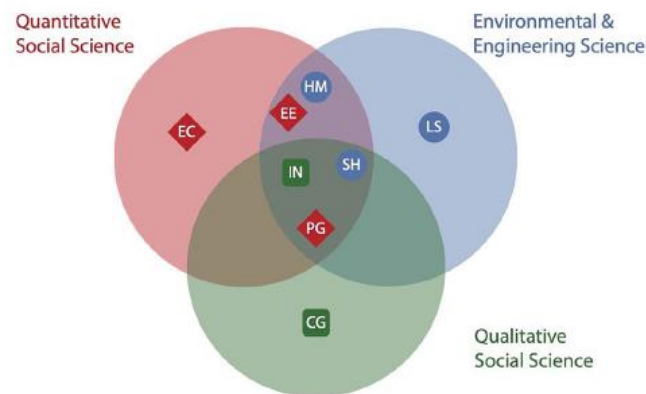 Quantitative
Social Science
Environmental &
Engineering Science
HM
EE
EC
LS
IN
SH
PG
CG
Qualitative
Social Science